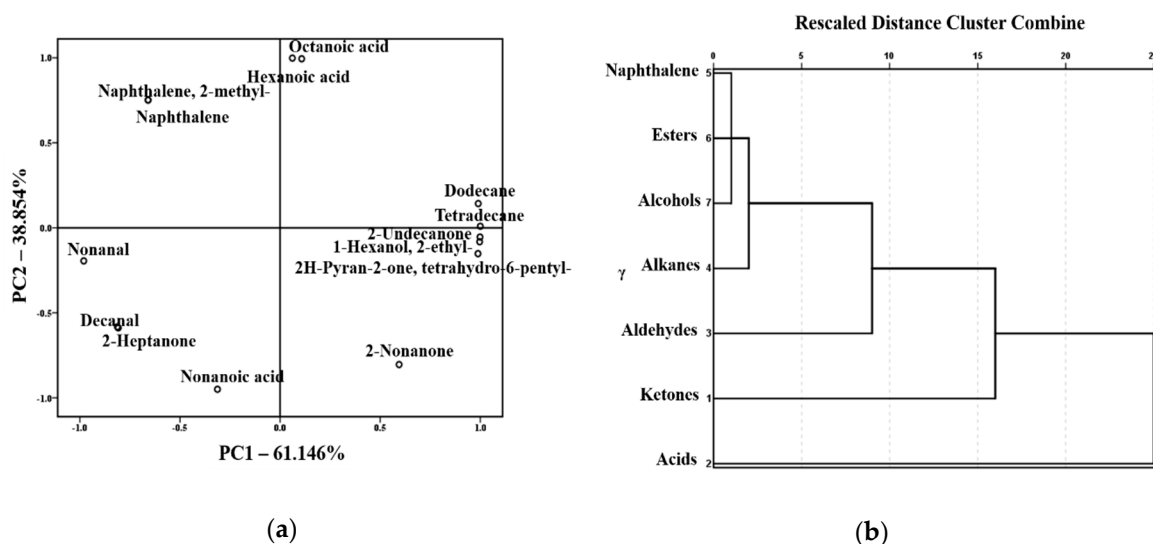 Octanoic acid
Hexanoic acid
Naphthalene, 2-methyl-
Naphthalene
Dodecane
Tetradecane
2-Undecanone
1-Hexanol, 2-ethyl-
2H-Pyran-2-one, tetrahydro-6-pentyl-
Nonanal
Decanal
2-Heptanone
2-Nonanone
Nonanoic acid
1.0
0.5
0.0
-0.5
-1.0
-1.0 -0.5 0.0 0.5 1.0
PC2 – 38.854%
PC1 – 61.146%
(a)
Rescaled Distance Cluster Combine
0 5 10 15 20 25
Naphthalene 5
Esters 6
Alcohols 7
γ
Alkanes 4
Aldehydes 3
Ketones 1
Acids 2
(b)